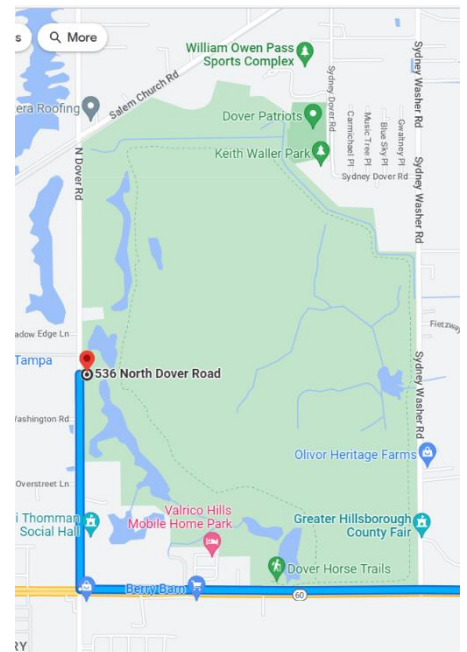 s
More
William Owen Pass
Sports Complex
Sydney Washer Rd
Salem Church Rd
Sydney Dover Rd
era Roofing
Dover Patriots
Carmichael Pl
Music Tree Pl
Blue Sky Pl
Gwaltney Pl
N Dover Rd
Keith Waller Park
Sydney Washer Rd
Sydney Dover Rd
adow Edge Ln
Fietzway
Tampa
536 North Dover Road
Sydney Washer Rd
Washington Rd
Olivor Heritage Farms
Overstreet Ln
i Thomman
Social Hall
Valrico Hills
Mobile Home Park
Greater Hillsborough
County Fair
Dover Horse Trails
Berry Barn
60
RY